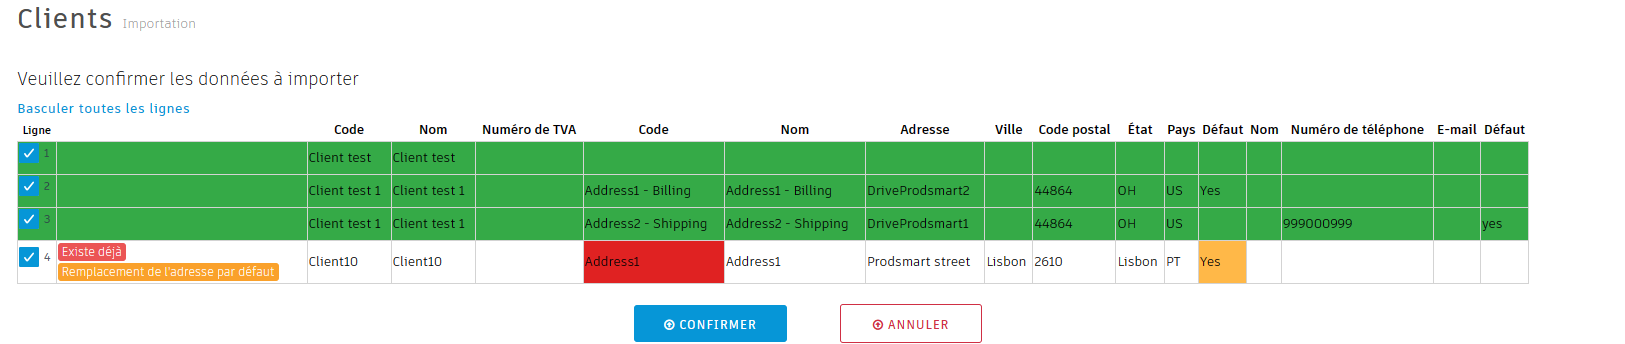 Clients Importation
Veuillez confirmer les données à importer
Basculer toutes les lignes
Ligne Code Nom Numéro de TVA Code Nom Adresse Ville Code postal État Pays Défaut Nom Numéro de téléphone E-mail Défaut
1 Client test Client test
2 Client test 1 Client test 1 Address1 - Billing Address1 - Billing DriveProdsmart2 44864 OH US Yes
3 Client test 1 Client test 1 Address2 - Shipping Address2 - Shipping DriveProdsmart1 44864 OH US 999000999 yes
4 Existe déjà
Remplacement de l'adresse par défaut
Client10 Client10 Address1 Address1 Prodsmart street Lisbon 2610 Lisbon PT Yes
CONFIRMER ANNULER